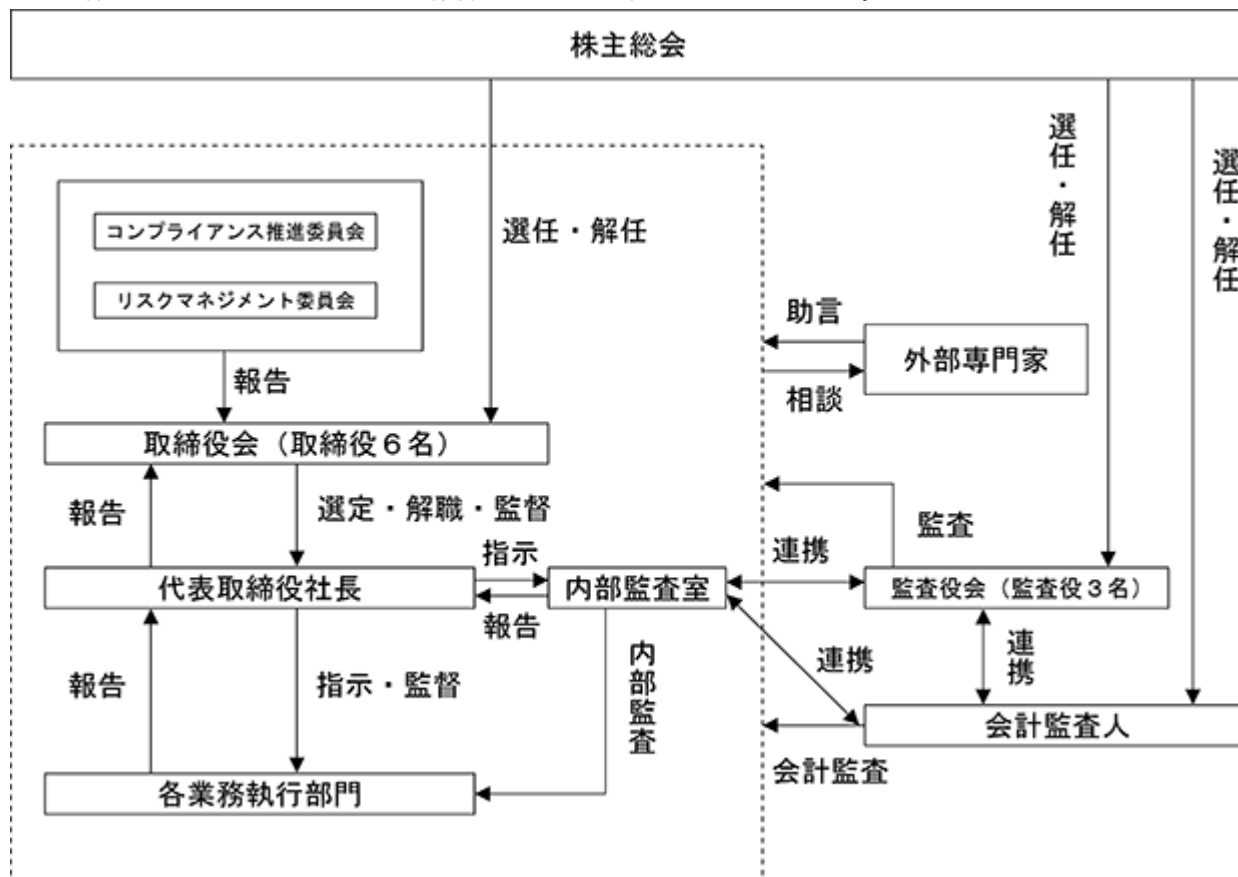 株主総会
選任・解任
選任・解任
選任・解任
コンプライアンス推進委員会
リスクマネジメント委員会
報告
助言
外部専門家
相談
取締役会（取締役６名）
報告
選定・解職・監督
監査
指示
連携
代表取締役社長
内部監査室
監査役会（監査役３名）
報告
連携
報告
指示・監督
内部監査
連携
会計監査人
会計監査
各業務執行部門